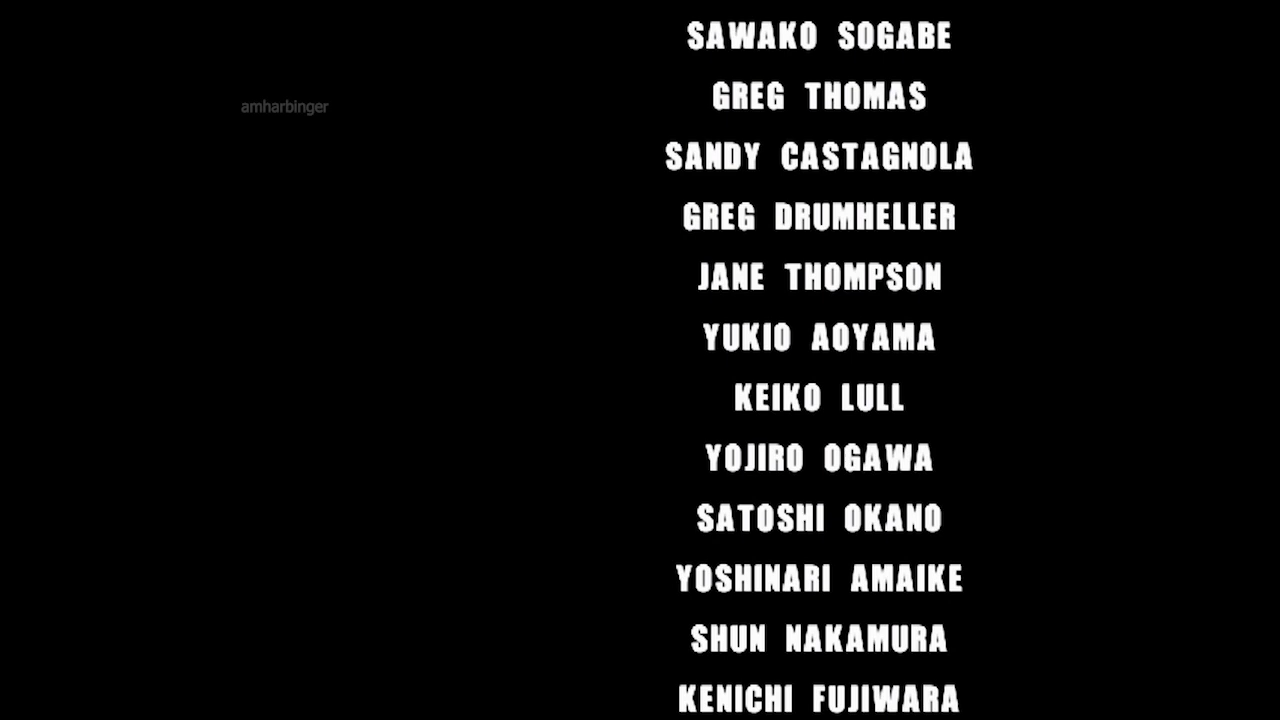 SAWAKO SOGABE
amharbinger
GREG THOMAS
SANDY CASTAGNOLA
GREG DRUMHELLER
JANE THOMPSON
YUKIO AOYAMA
KEIKO LULL
YOJIRO OGAWA
SATOSHI OKANO
YOSHINARI AMAIKE
SHUN NAKAMURA
KENICHI FUJIWARA